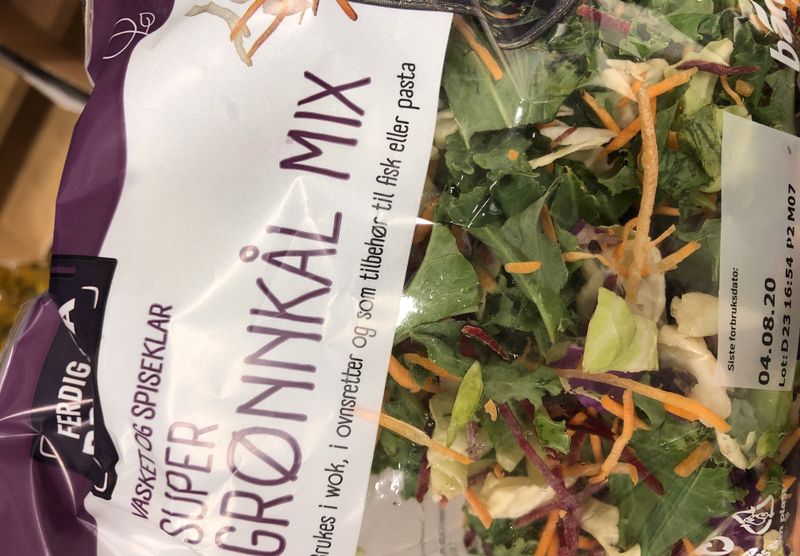 FERDIG
VASKET OG SPISEKLAR
SUPER
GRØNNKÅL MIX
brukes i wok, i ovnsretter og som tilbehør til fisk eller pasta
Siste forbruksdato:
04.08.20
Lot: D23 16:54 P2 M07